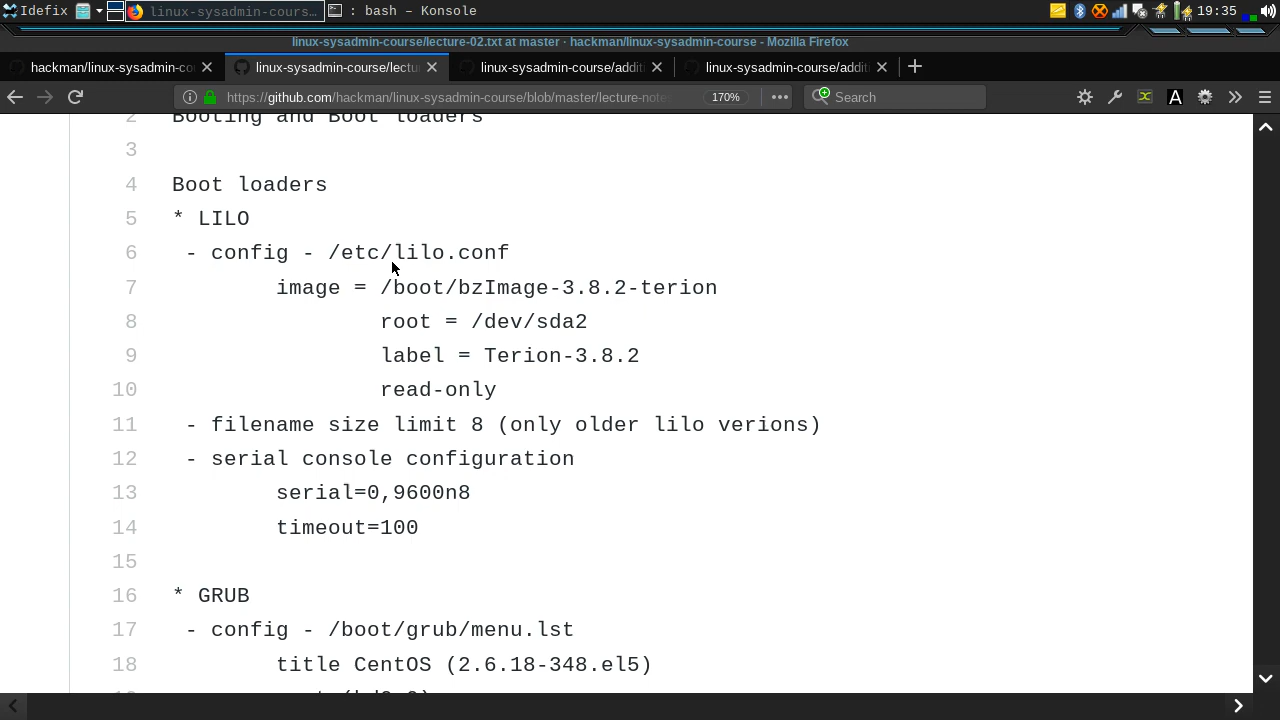 Idefix linux-sysadmin-cours… : bash – Konsole 19:35
linux-sysadmin-course/lecture-02.txt at master · hackman/linux-sysadmin-course - Mozilla Firefox
hackman/linux-sysadmin-co linux-sysadmin-course/lectu linux-sysadmin-course/addit linux-sysadmin-course/addit
https://github.com/hackman/linux-sysadmin-course/blob/master/lecture-note 170% Search A
2 Booting and Boot loaders
3
4 Boot loaders
5 * LILO
6 - config - /etc/lilo.conf
7 image = /boot/bzImage-3.8.2-terion
8 root = /dev/sda2
9 label = Terion-3.8.2
10 read-only
11 - filename size limit 8 (only older lilo verions)
12 - serial console configuration
13 serial=0,9600n8
14 timeout=100
15
16 * GRUB
17 - config - /boot/grub/menu.lst
18 title CentOS (2.6.18-348.el5)